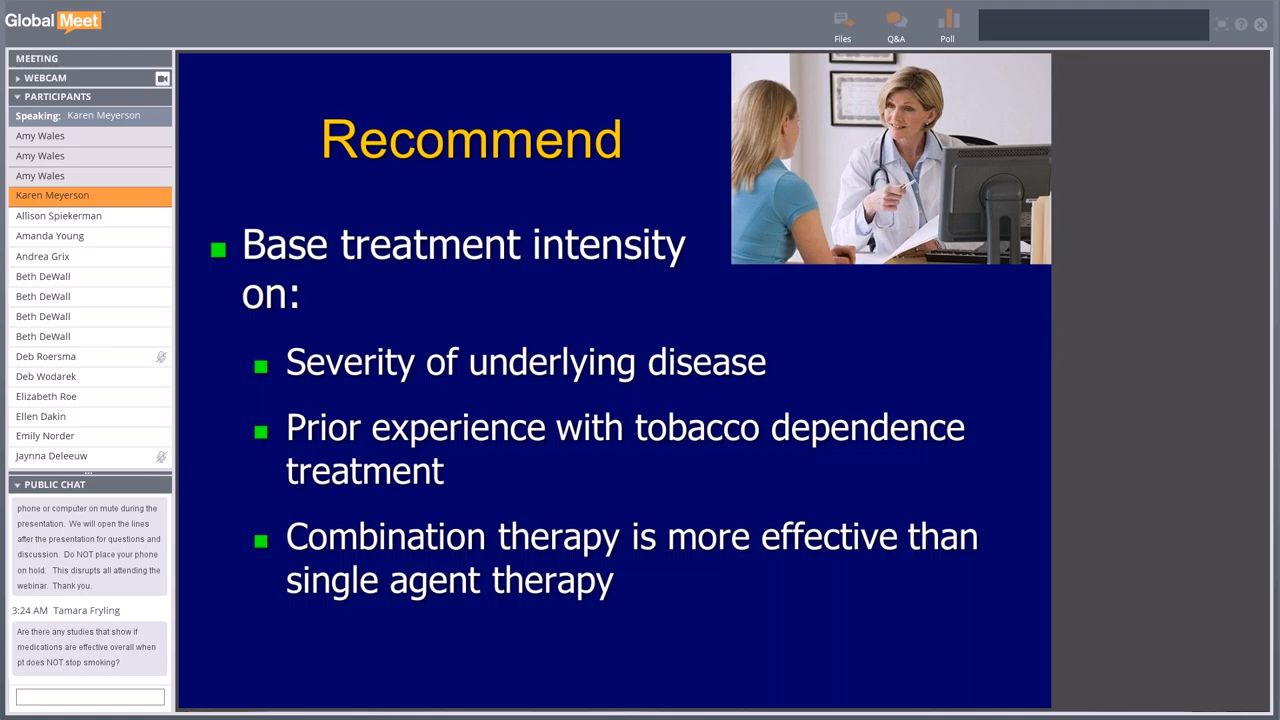 Global Meet
Files
Q&A
Poll
MEETING
WEBCAM
PARTICIPANTS
Speaking: Karen Meyerson
Amy Wales
Amy Wales
Amy Wales
Karen Meyerson
Allison Spiekerman
Amanda Young
Andrea Grix
Beth DeWall
Beth DeWall
Beth DeWall
Beth DeWall
Deb Roersma
Deb Wodarek
Elizabeth Roe
Ellen Dakin
Emily Norder
Jaynna Deleeuw
PUBLIC CHAT
phone or computer on mute during the
presentation. We will open the lines
after the presentation for questions and
discussion. Do NOT place your phone
on hold. This disrupts all attending the
webinar. Thank you.
3:24 AM Tamara Fryling
Are there any studies that show if
medications are effective overall when
pt does NOT stop smoking?
Recommend
Base treatment intensity
on:
Severity of underlying disease
Prior experience with tobacco dependence
treatment
Combination therapy is more effective than
single agent therapy